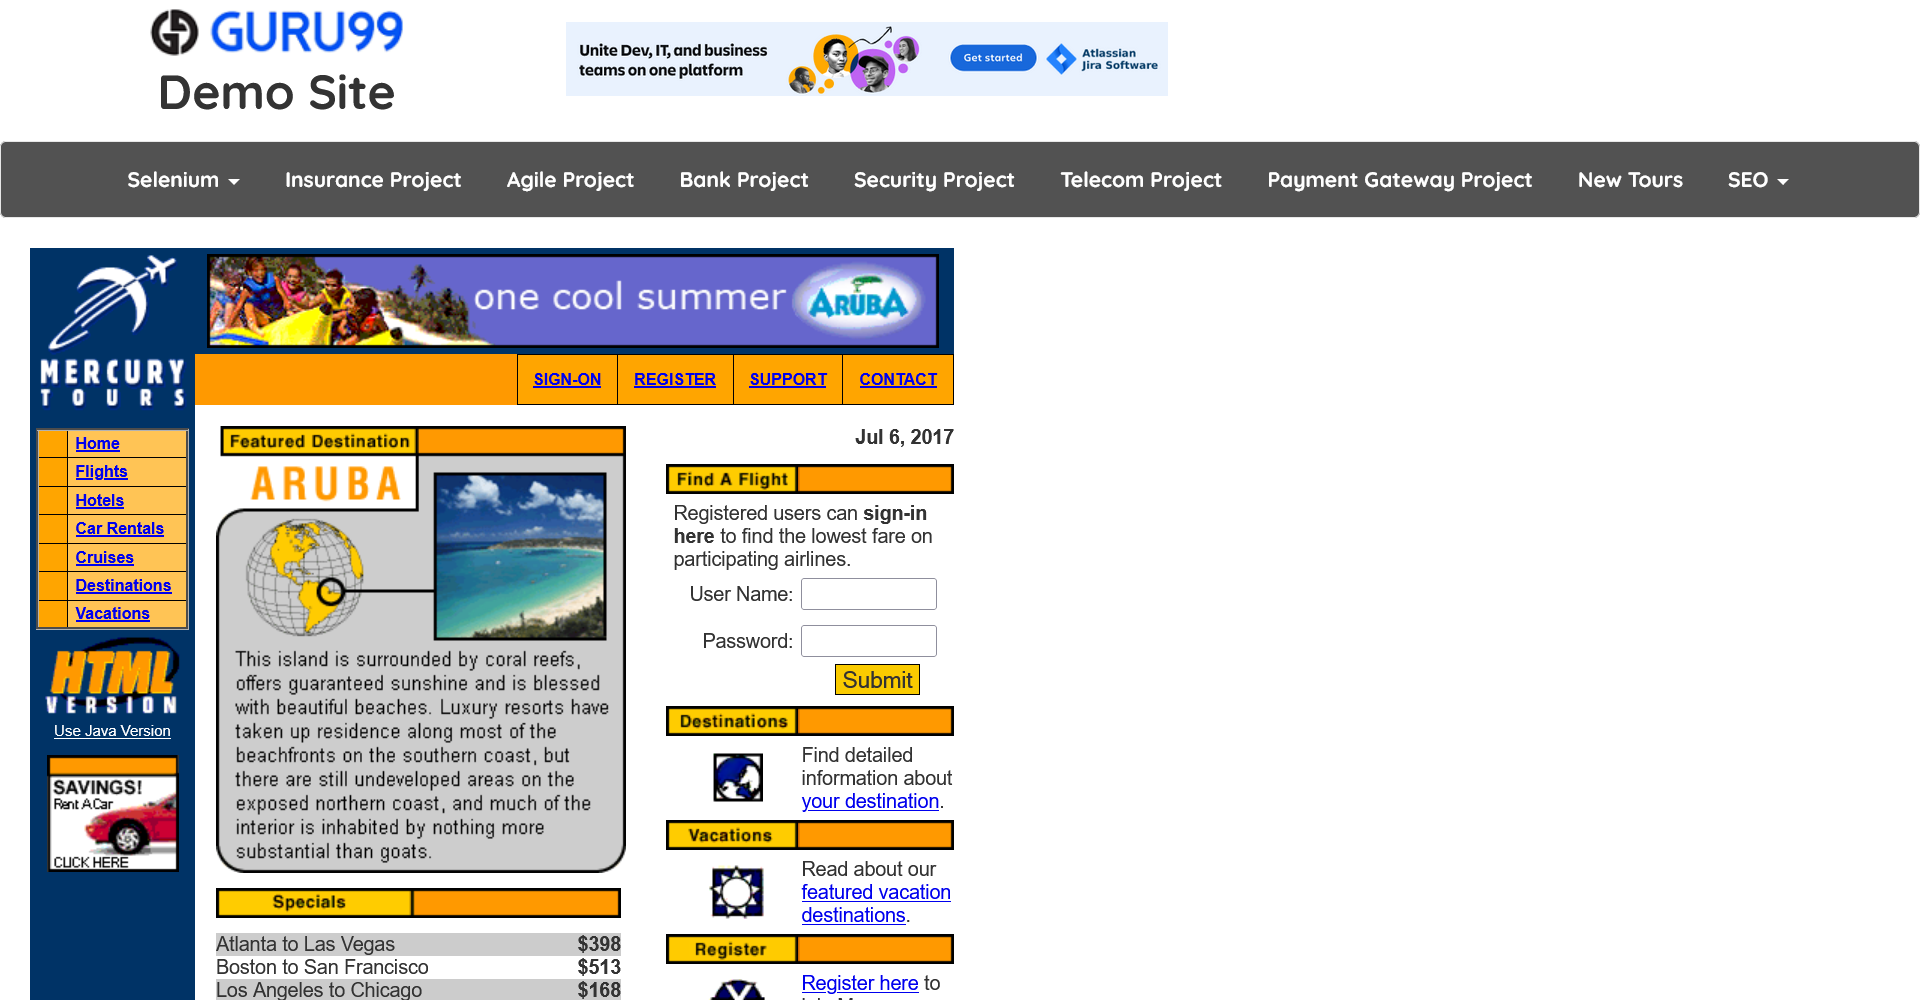 GURU99
Demo Site
Unite Dev, IT, and business
teams on one platform
Get started
Atlassian
Jira Software
Selenium
Insurance Project
Agile Project
Bank Project
Security Project
Telecom Project
Payment Gateway Project
New Tours
SEO
MERCURY
TOURS
one cool summer
ARUBA
SIGN-ON
REGISTER
SUPPORT
CONTACT
Home
Flights
Hotels
Car Rentals
Cruises
Destinations
Vacations
HTML
VERSION
Use Java Version
SAVINGS!
Rent A Car
CLICK HERE
Featured Destination
ARUBA
This island is surrounded by coral reefs,
offers guaranteed sunshine and is blessed
with beautiful beaches. Luxury resorts have
taken up residence along most of the
beachfronts on the southern coast, but
there are still undeveloped areas on the
exposed northern coast, and much of the
interior is inhabited by nothing more
substantial than goats.
Specials
Atlanta to Las Vegas $398
Boston to San Francisco $513
Los Angeles to Chicago $168
Jul 6, 2017
Find A Flight
Registered users can sign-in
here to find the lowest fare on
participating airlines.
User Name:
Password:
Submit
Destinations
Find detailed
information about
your destination.
Vacations
Read about our
featured vacation
destinations.
Register
Register here to